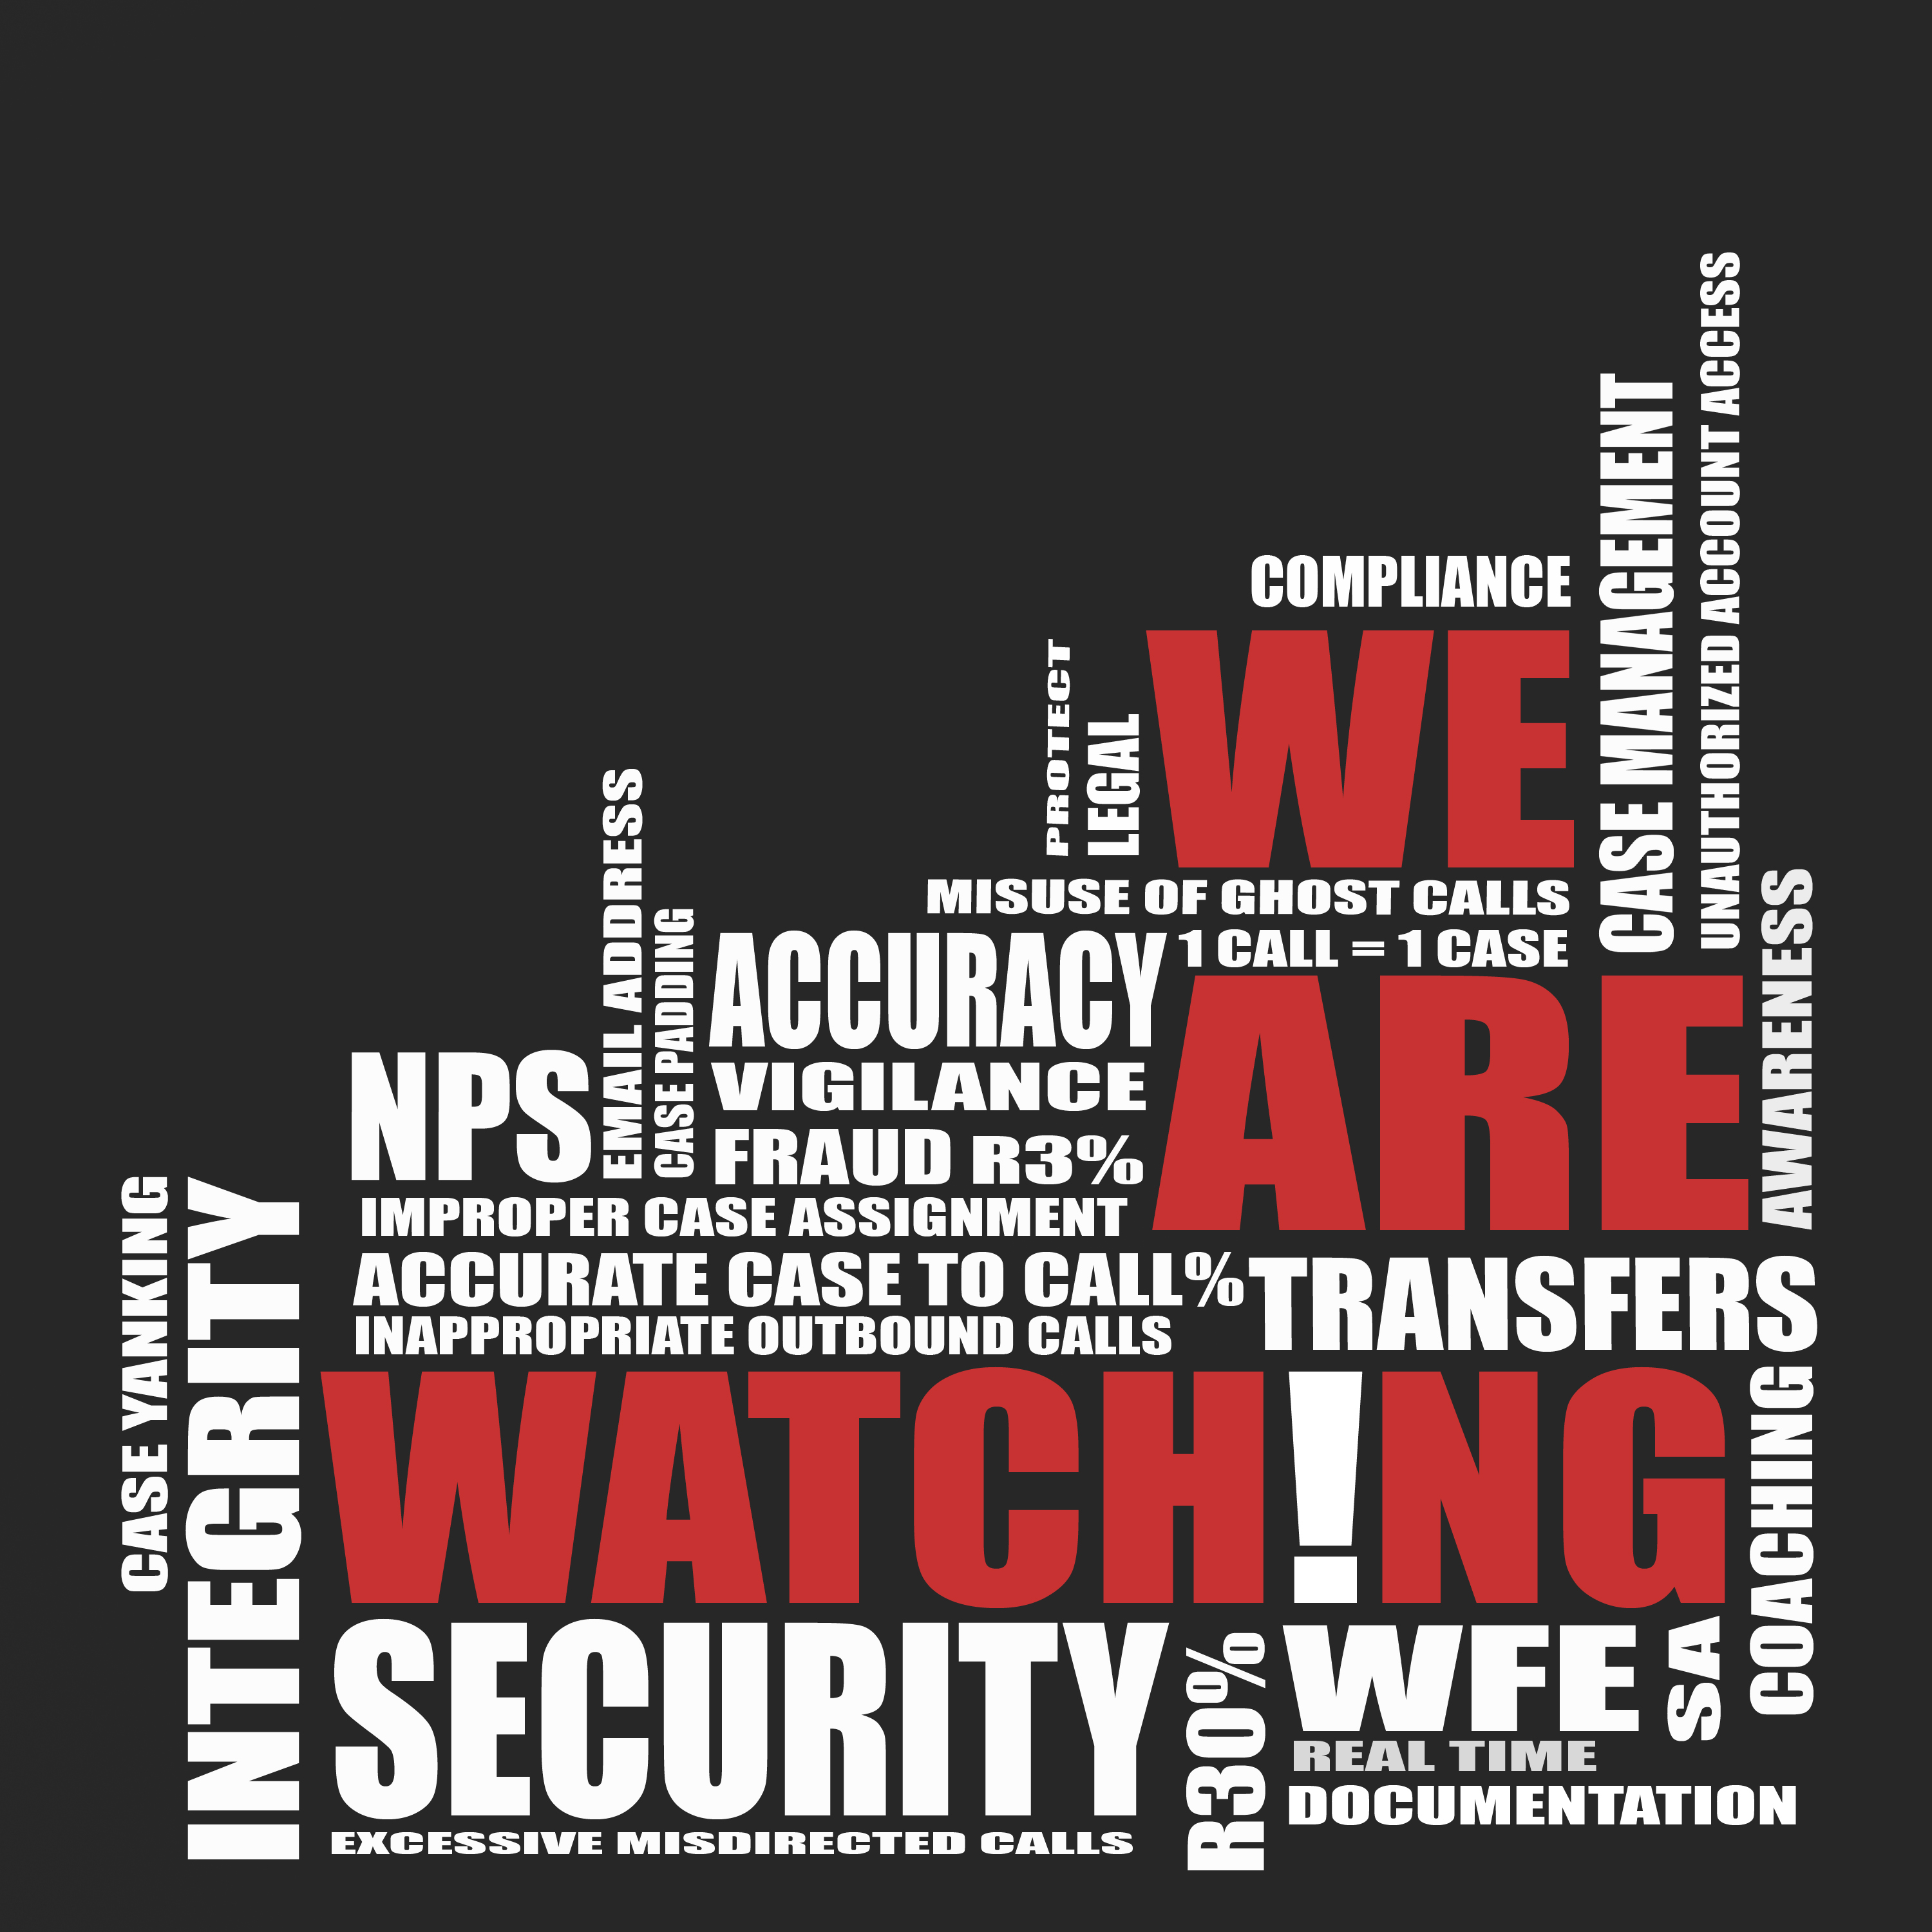 COMPLIANCE
WE
PROTECT
LEGAL
CASE MANAGEMENT
UNAUTHORIZED ACCOUNT ACCESS
MISUSE OF GHOST CALLS
1 CALL = 1 CASE
ACCURACY
ARE
AWARENESS
EMAIL ADDRESS
CASE PADDING
NPS
VIGILANCE
FRAUD R3%
IMPROPER CASE ASSIGNMENT
ACCURATE CASE TO CALL%
TRANSFERS
INAPPROPRIATE OUTBOUND CALLS
CASE YANKING
INTEGRITY
WATCH!NG
COACHING
SECURITY
R30%
WFE
SA
REAL TIME
DOCUMENTATION
EXCESSIVE MISDIRECTED CALLS